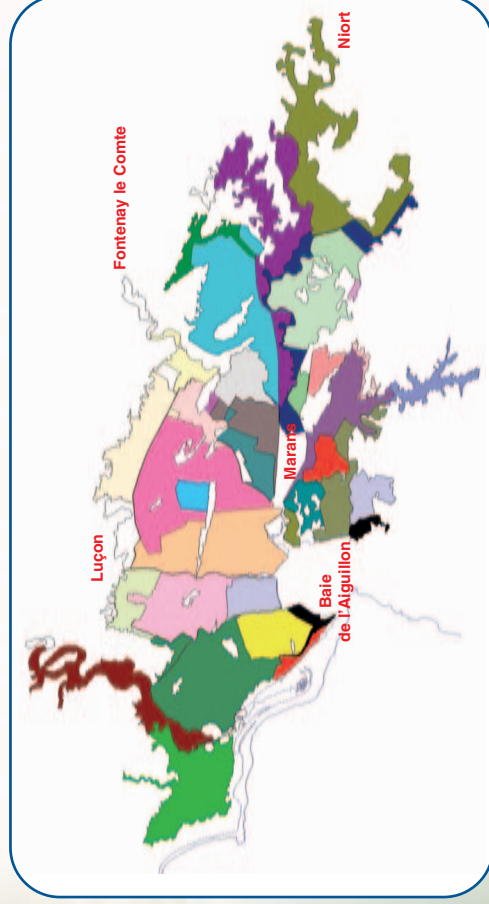 Niort
Fontenay le Comte
Luçon
Marans
Baie
de l'Aiguillon